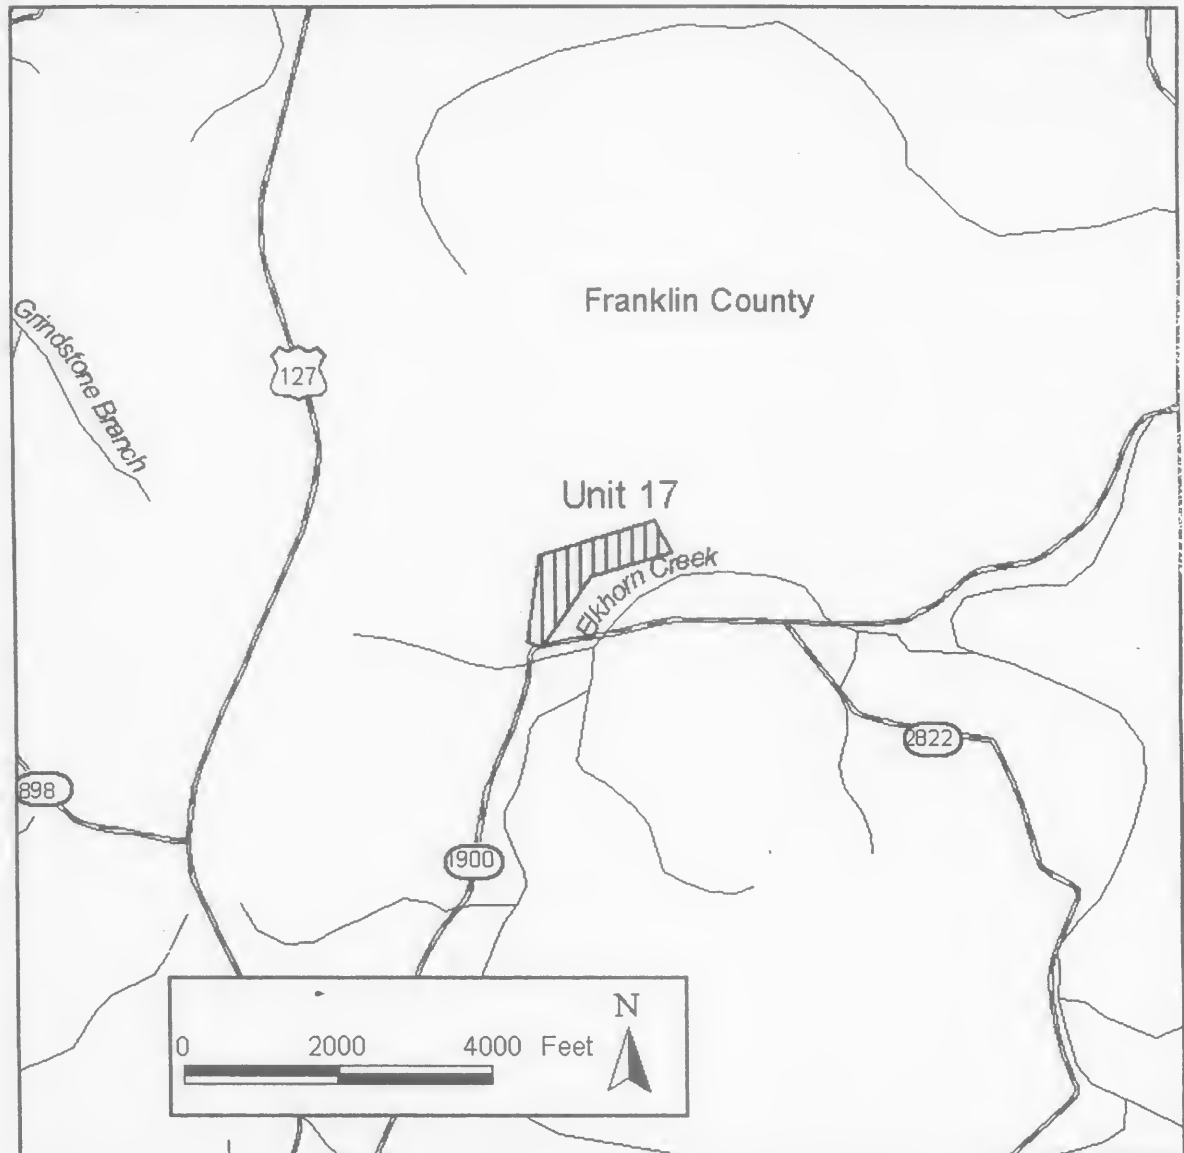 Franklin County
Grindstone Branch
127
Unit 17
Elkhorn Creek
2822
898
1900
N
0 2000 4000 Feet